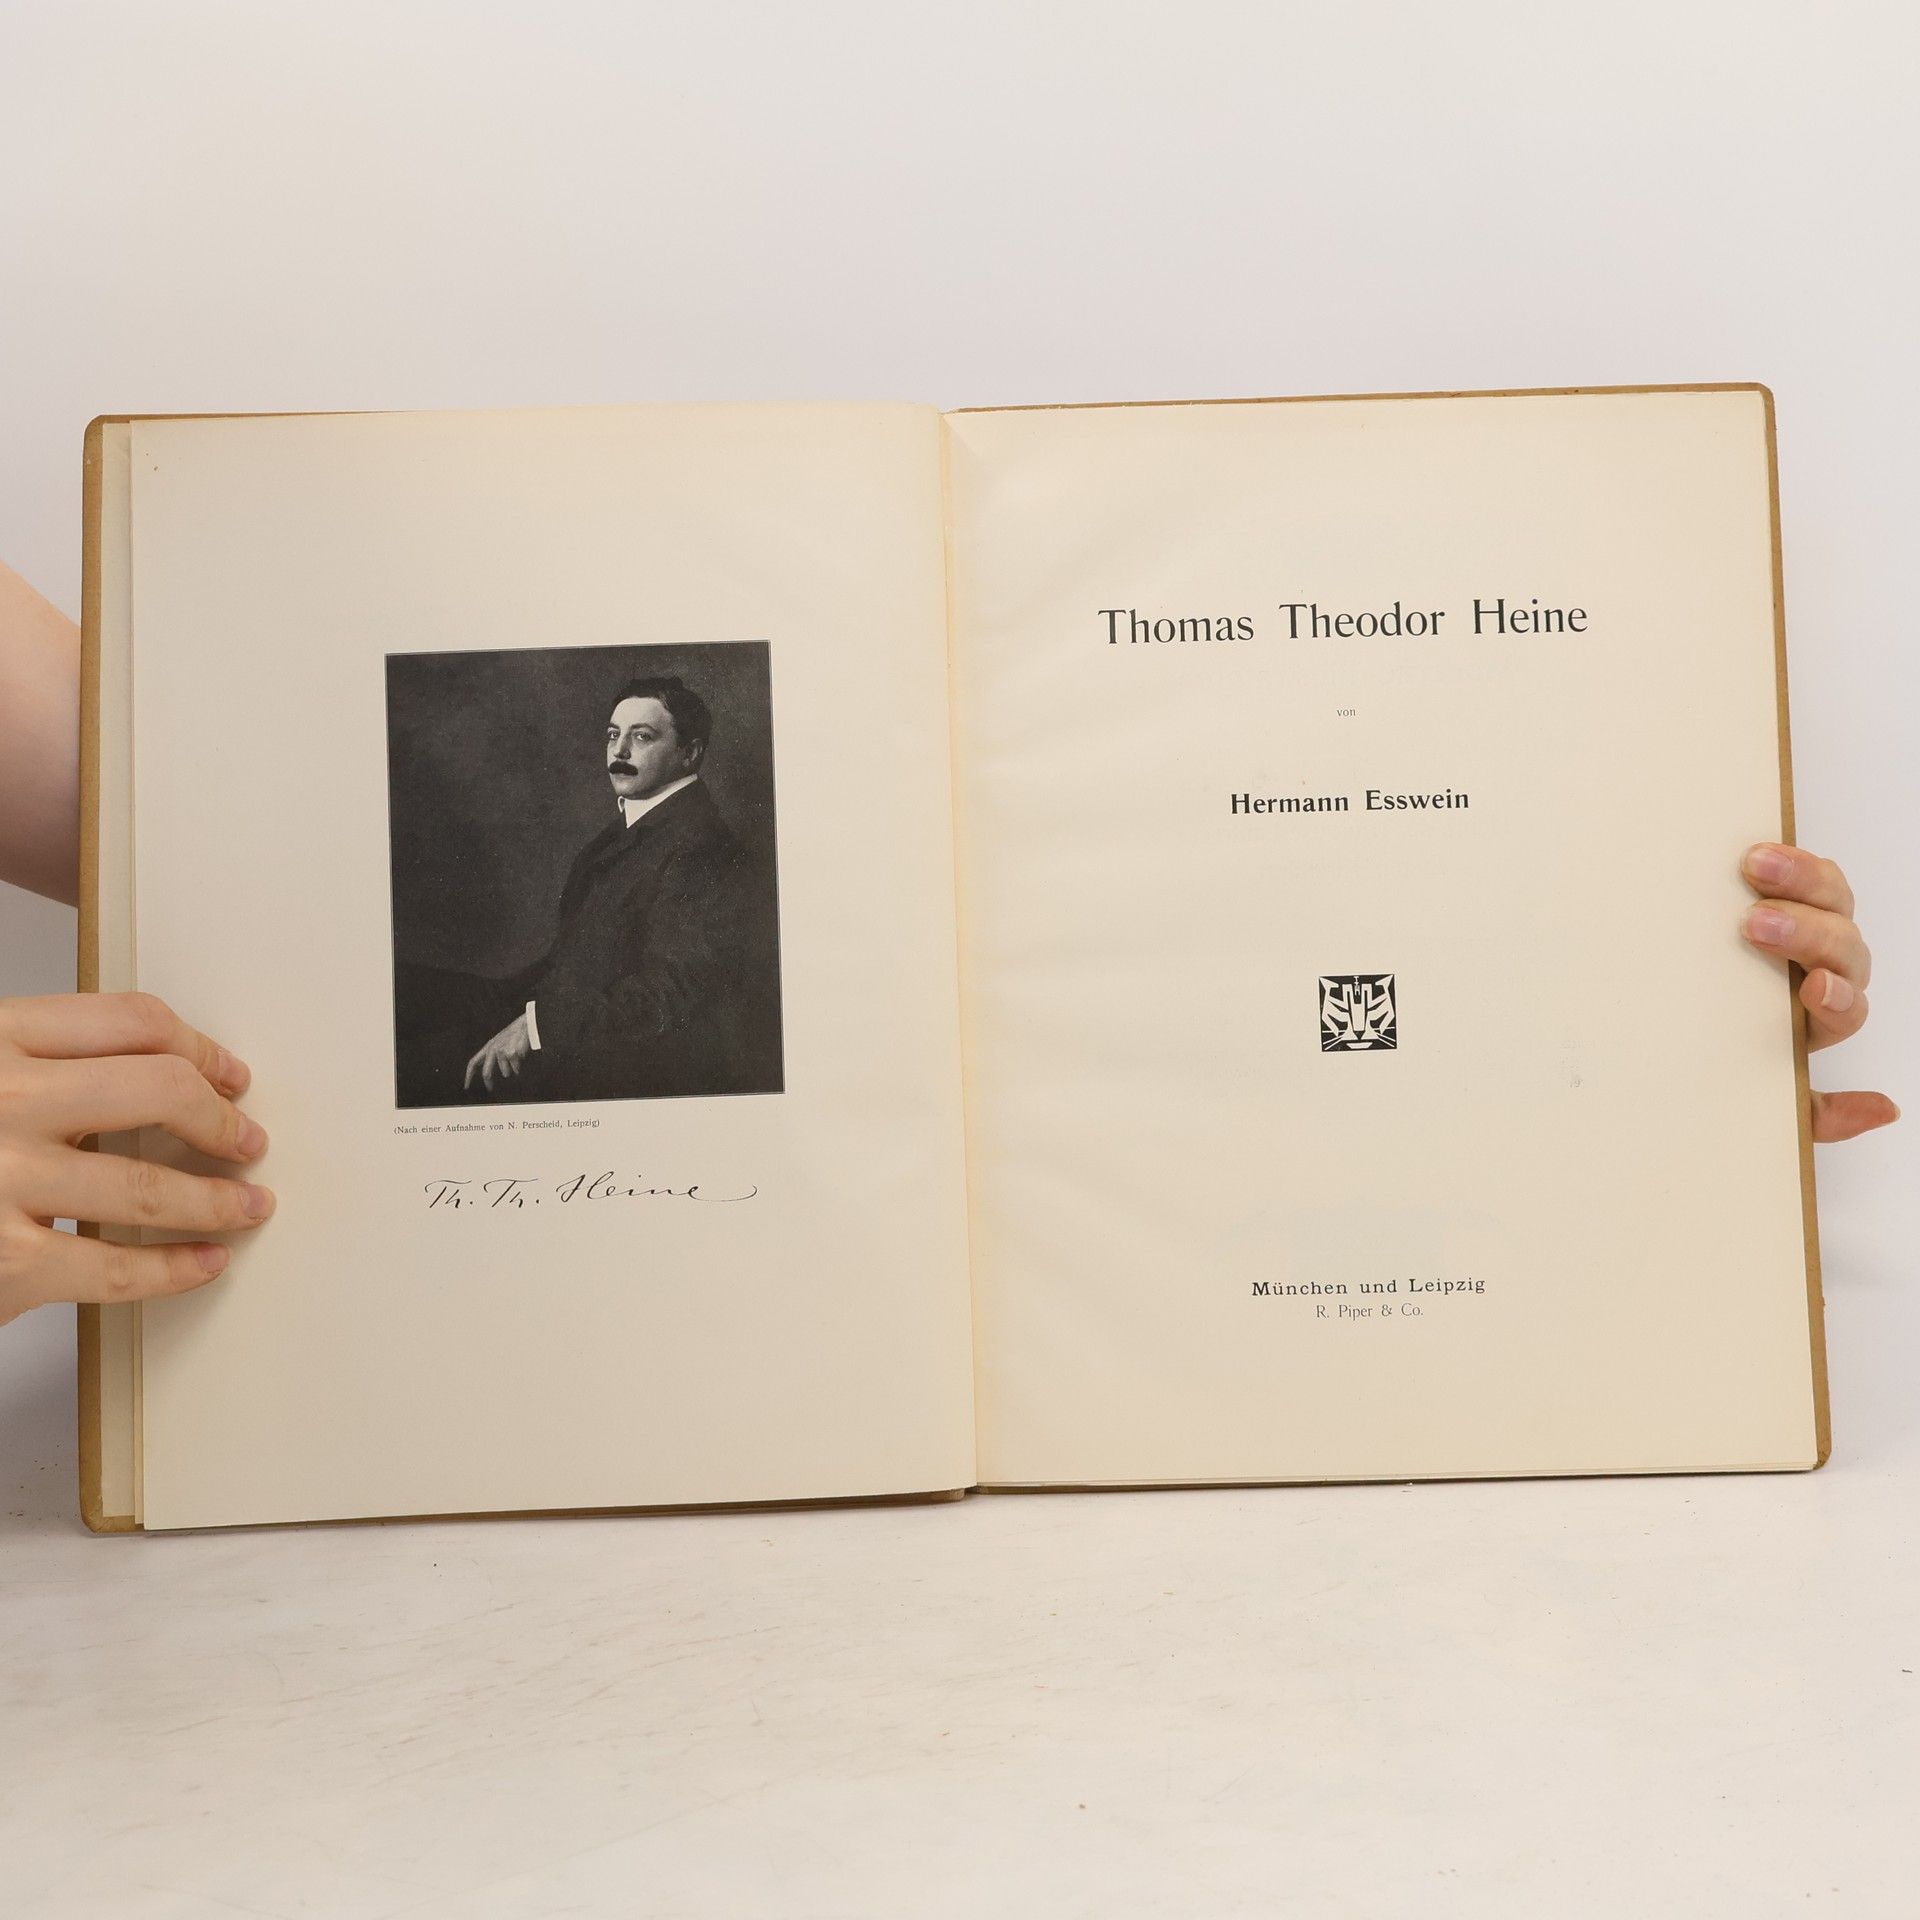 (Nach einer Aufnahme von N. Perscheid, Leipzig)
Th. Th. Heine
Thomas Theodor Heine
von
Hermann Esswein
München und Leipzig
R. Piper & Co.